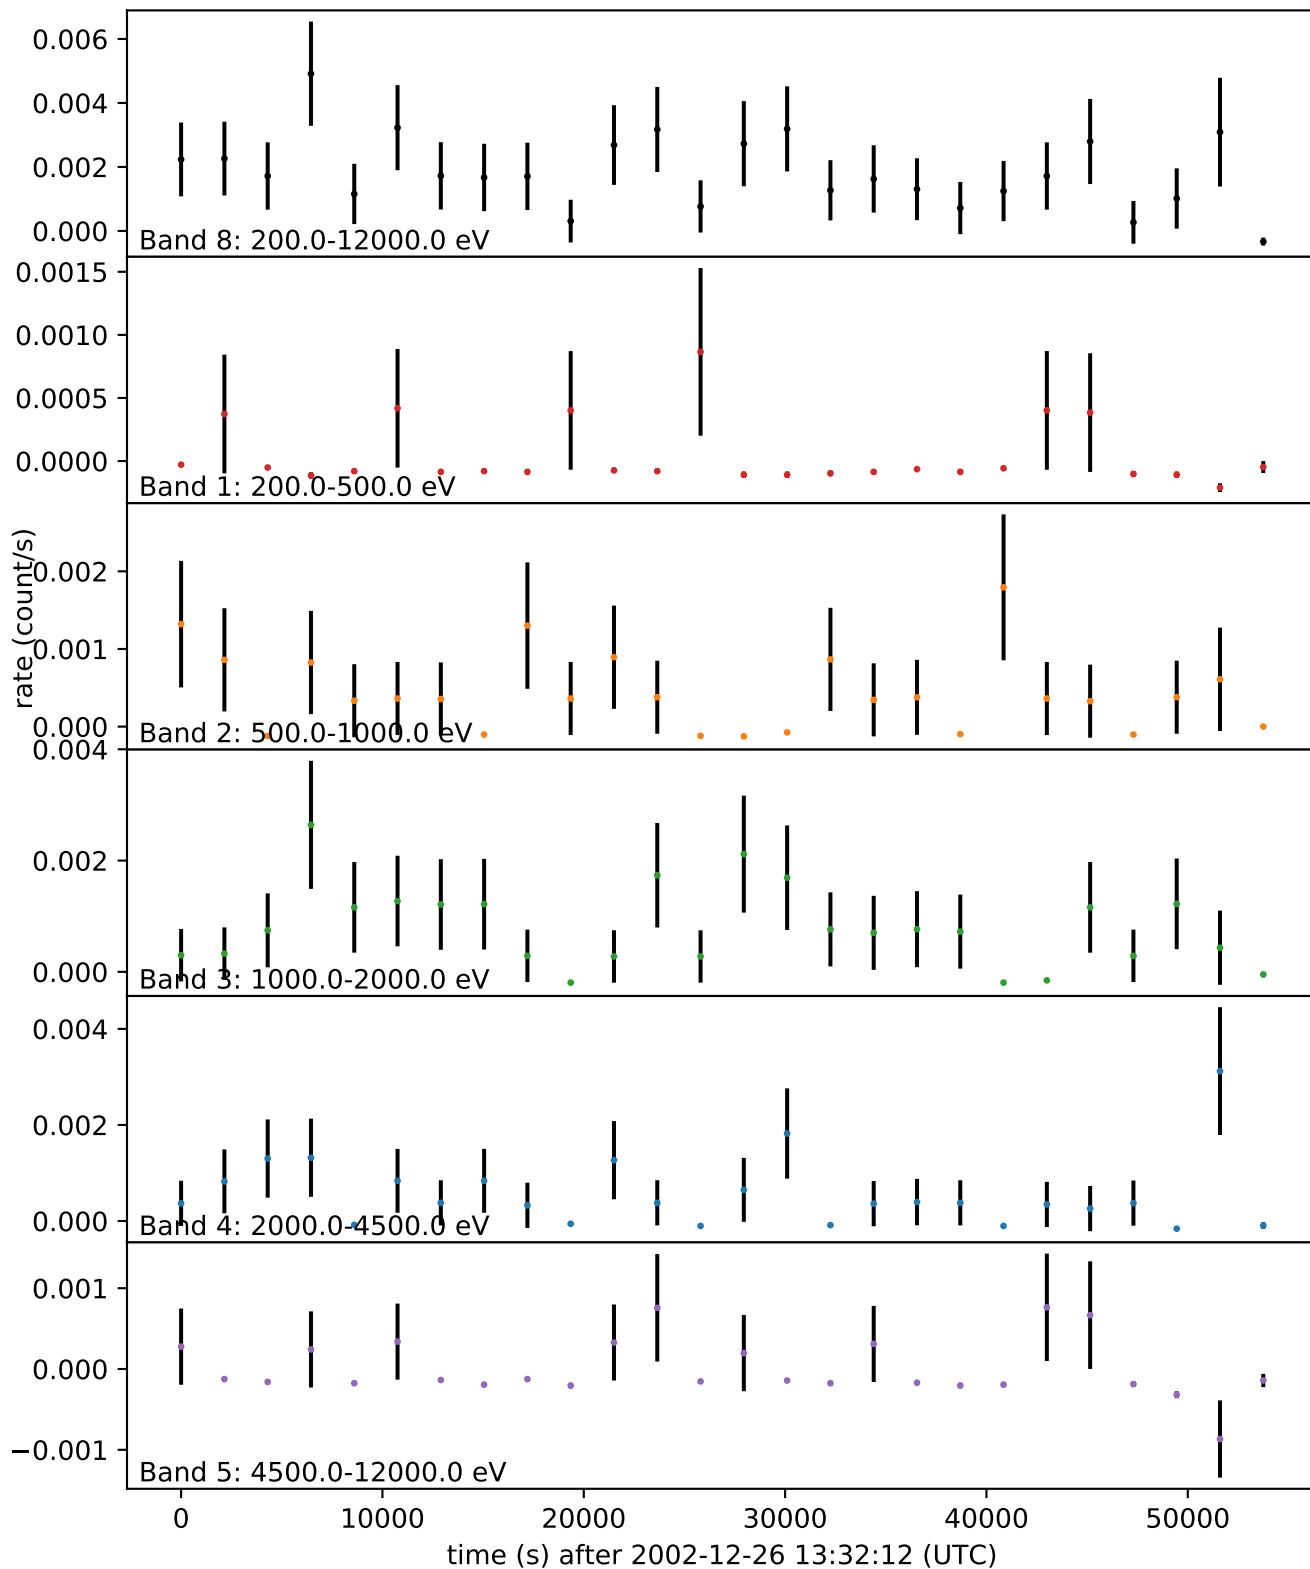 0.006
0.004
0.002
0.000
Band 8: 200.0-12000.0 eV
0.0015
0.0010
0.0005
0.0000
Band 1: 200.0-500.0 eV
rate (count/s)
0.002
0.001
0.000
Band 2: 500.0-1000.0 eV
0.004
0.002
0.000
Band 3: 1000.0-2000.0 eV
0.004
0.002
0.000
Band 4: 2000.0-4500.0 eV
0.001
0.000
−0.001
Band 5: 4500.0-12000.0 eV
0 10000 20000 30000 40000 50000
time (s) after 2002-12-26 13:32:12 (UTC)